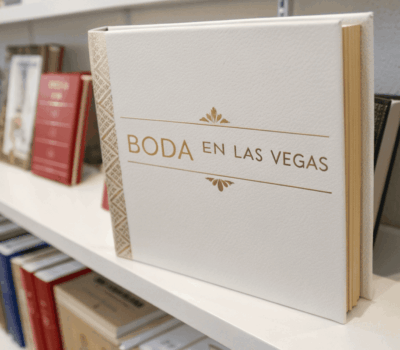 BODA EN LAS VEGAS